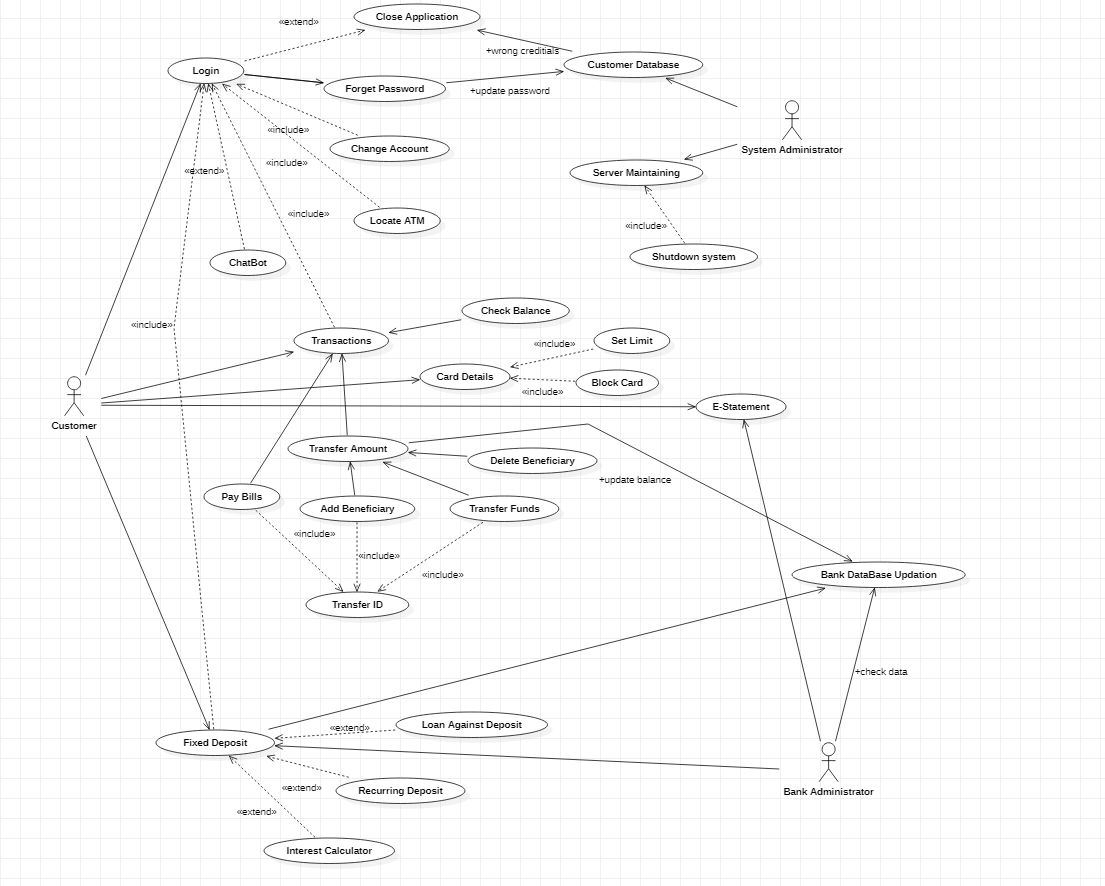 Close Application
«extend»
+wrong creditials
Customer Database
Login
Forget Password
+update password
«include»
Change Account
System Administrator
«include»
«extend»
Server Maintaining
«include»
Locate ATM
«include»
Shutdown system
ChatBot
Check Balance
«include»
Transactions
«include»
Set Limit
Card Details
Block Card
«include»
E-Statement
Customer
Transfer Amount
Delete Beneficiary
+update balance
Pay Bills
Add Beneficiary
Transfer Funds
«include»
«include»
«include»
Bank DataBase Updation
Transfer ID
+check data
Loan Against Deposit
«extend»
Fixed Deposit
«extend»
Recurring Deposit
Bank Administrator
«extend»
Interest Calculator